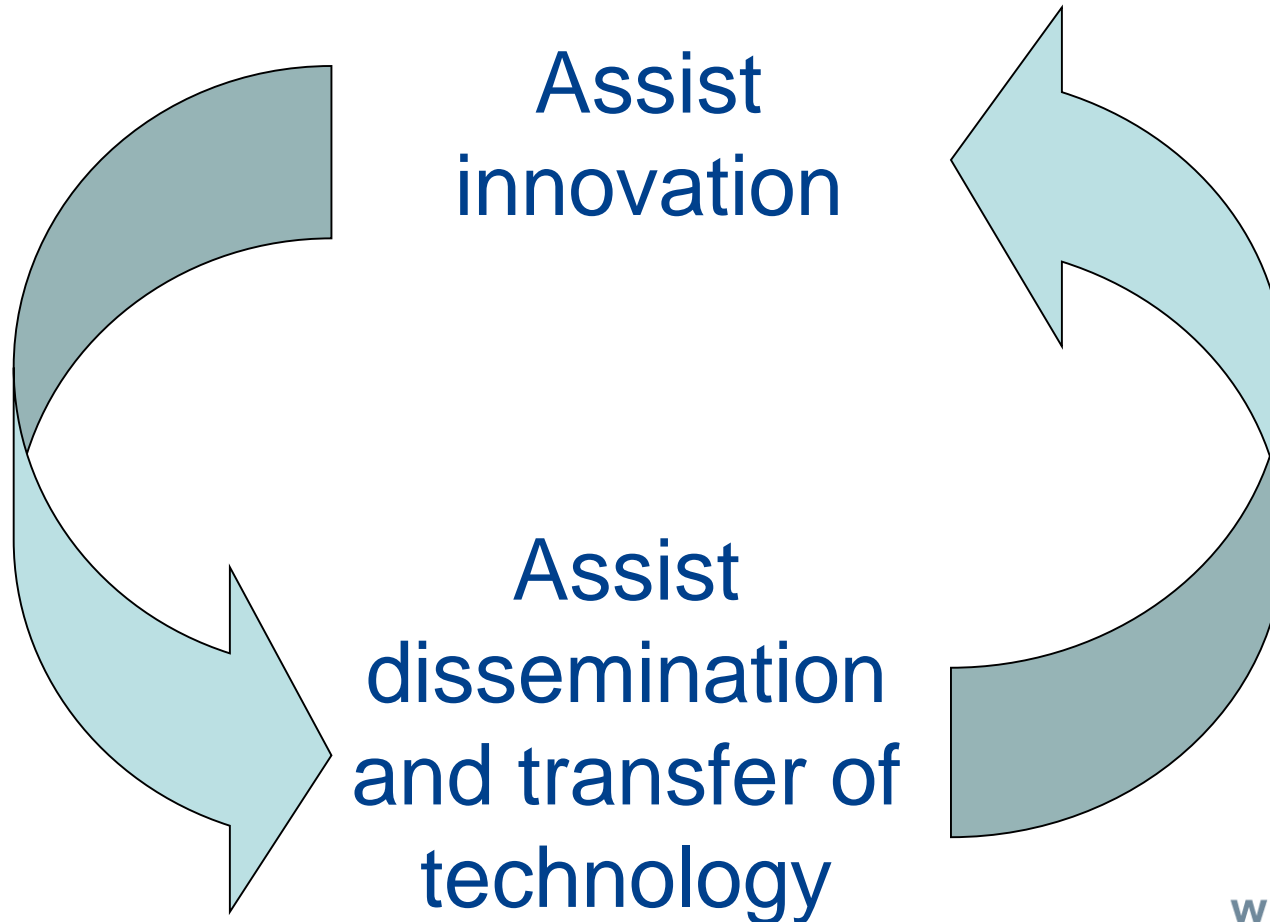 Assist
innovation
Assist
dissemination
and transfer of
technology
w